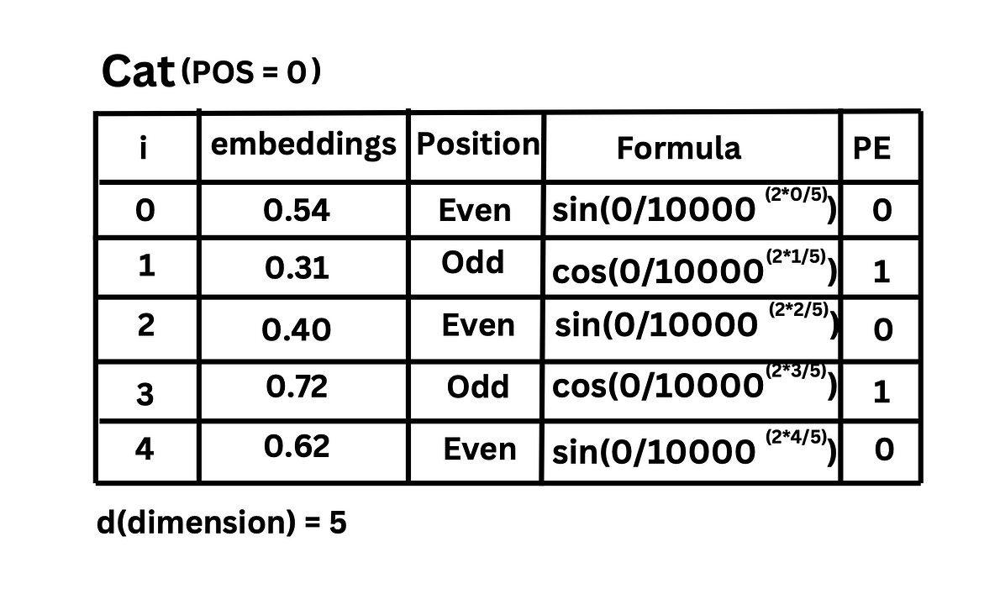 Cat (POS = 0)
i embeddings Position Formula PE
0 0.54 Even sin(0/10000 (2*0/5)) 0
1 0.31 Odd cos(0/10000 (2*1/5)) 1
2 0.40 Even sin(0/10000 (2*2/5)) 0
3 0.72 Odd cos(0/10000 (2*3/5)) 1
4 0.62 Even sin(0/10000 (2*4/5)) 0
d(dimension) = 5